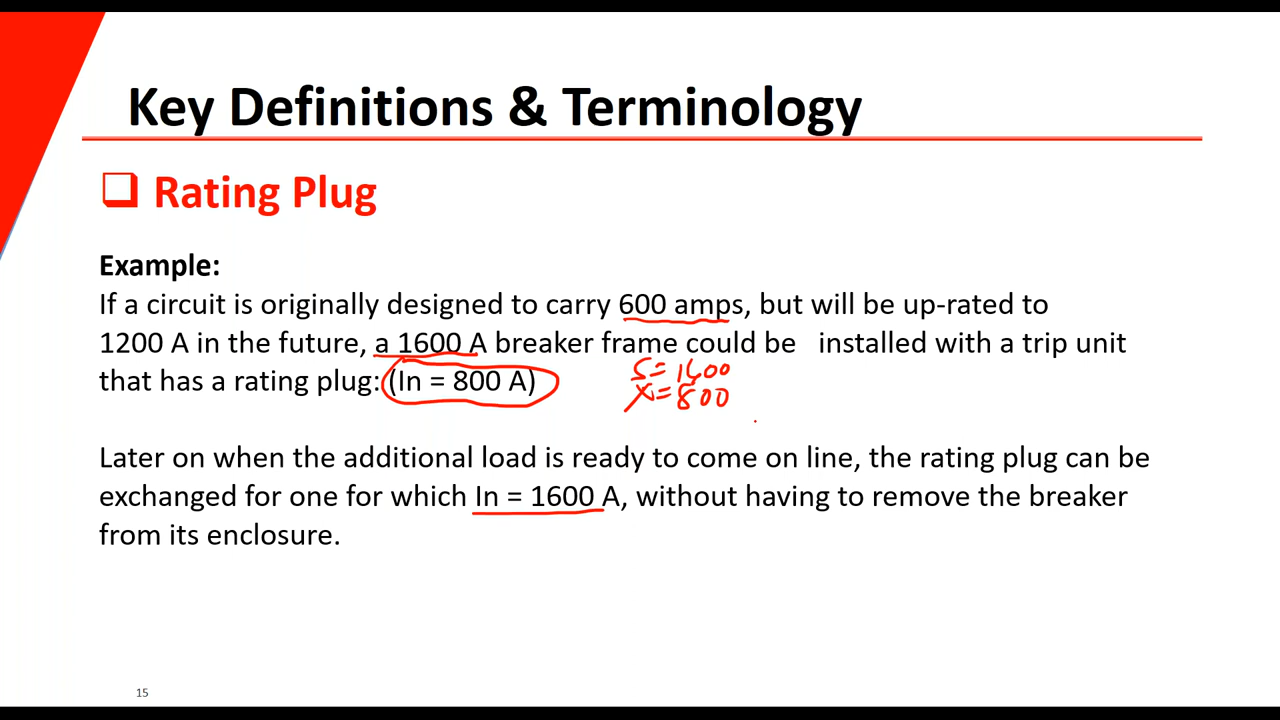 Key Definitions & Terminology
Rating Plug
Example:
If a circuit is originally designed to carry 600 amps, but will be up-rated to
1200 A in the future, a 1600 A breaker frame could be installed with a trip unit
that has a rating plug: (In = 800 A)
S=1600
X=800
Later on when the additional load is ready to come on line, the rating plug can be
exchanged for one for which In = 1600 A, without having to remove the breaker
from its enclosure.
15